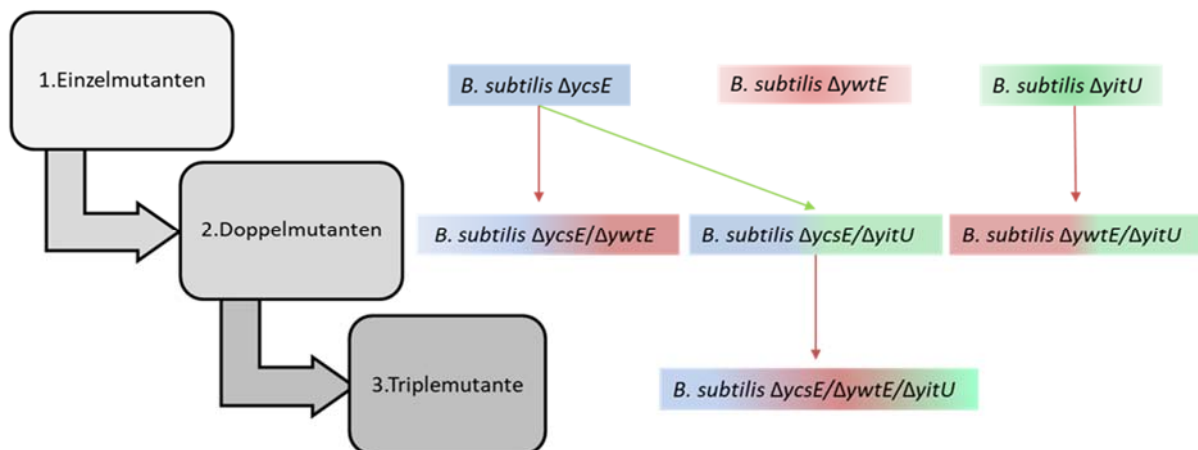 1.Einzelmutanten
B. subtilis ΔycsE
B. subtilis ΔywtE
B. subtilis ΔyitU
2.Doppelmutanten
B. subtilis ΔycsE/ΔywtE
B. subtilis ΔycsE/ΔyitU
B. subtilis ΔywtE/ΔyitU
3.Triplemutante
B. subtilis ΔycsE/ΔywtE/ΔyitU